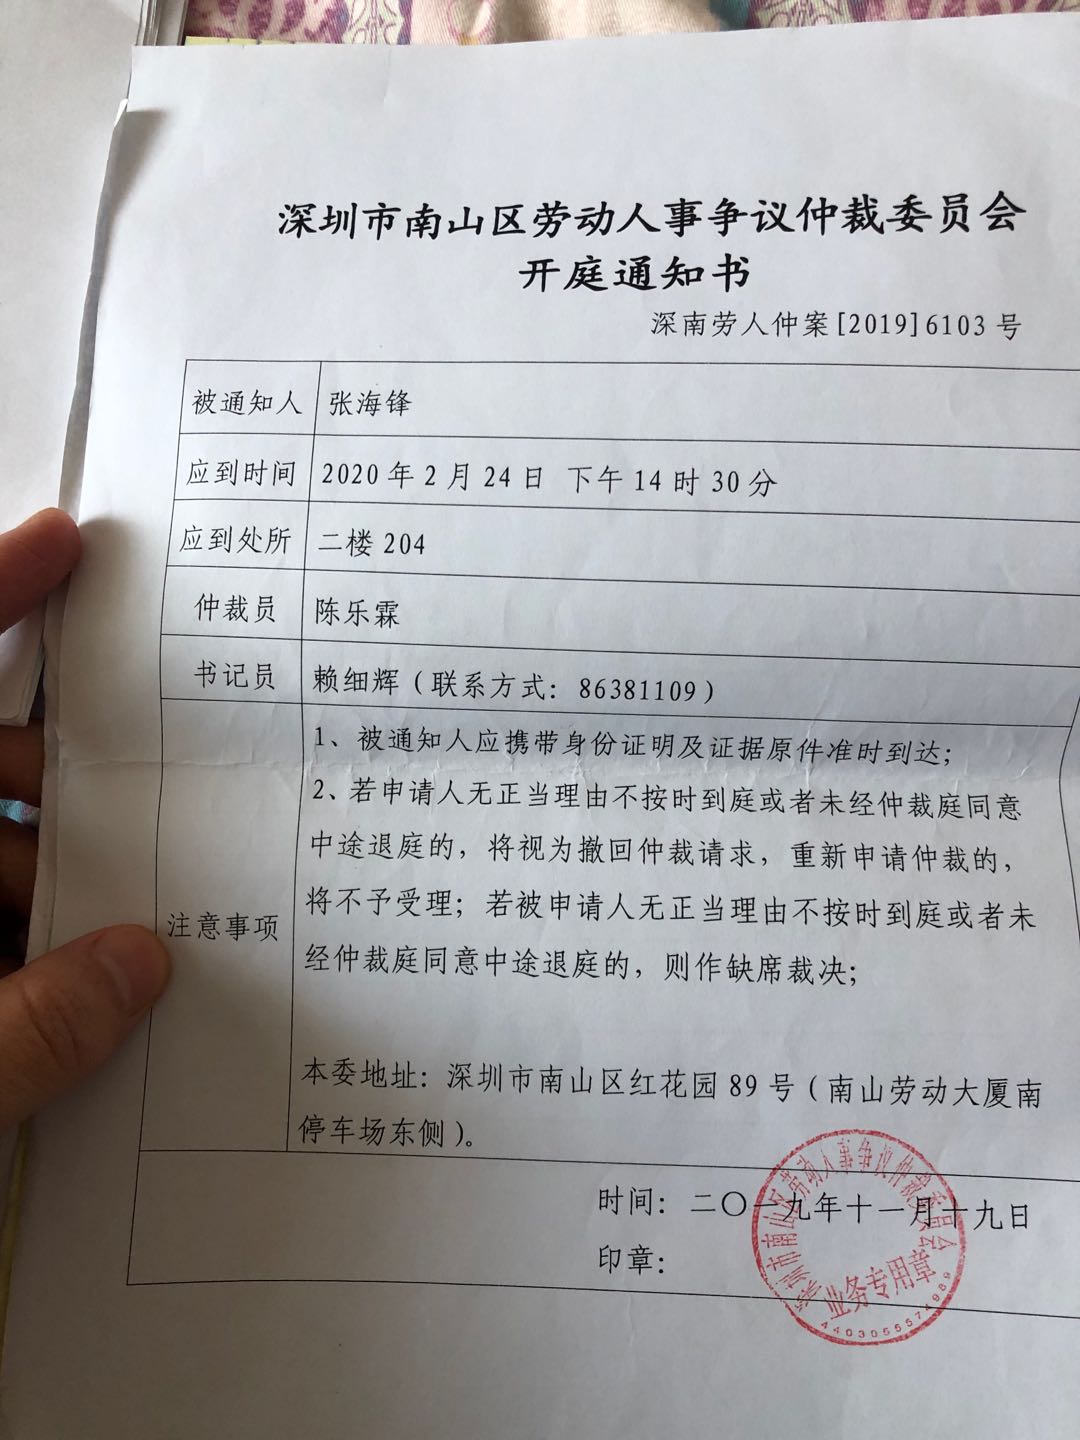 深圳市南山区劳动人事争议仲裁委员会
开庭通知书
深南劳人仲案[2019]6103号
被通知人 张海锋
应到时间 2020年2月24日 下午14时30分
应到处所 二楼204
仲裁员 陈乐霖
书记员 赖细辉（联系方式：86381109）
1、被通知人应携带身份证明及证据原件准时到达；
2、若申请人无正当理由不按时到庭或者未经仲裁庭同意
中途退庭的，将视为撤回仲裁请求，重新申请仲裁的，
将不予受理；若被申请人无正当理由不按时到庭或者未
注意事项
经仲裁庭同意中途退庭的，则作缺席裁决；
本委地址：深圳市南山区红花园89号（南山劳动大厦南
停车场东侧）。
时间：二〇一九年十一月十九日
印章：
深圳市南山区劳动人事争议仲裁委员会
业务专用章
4403055574989